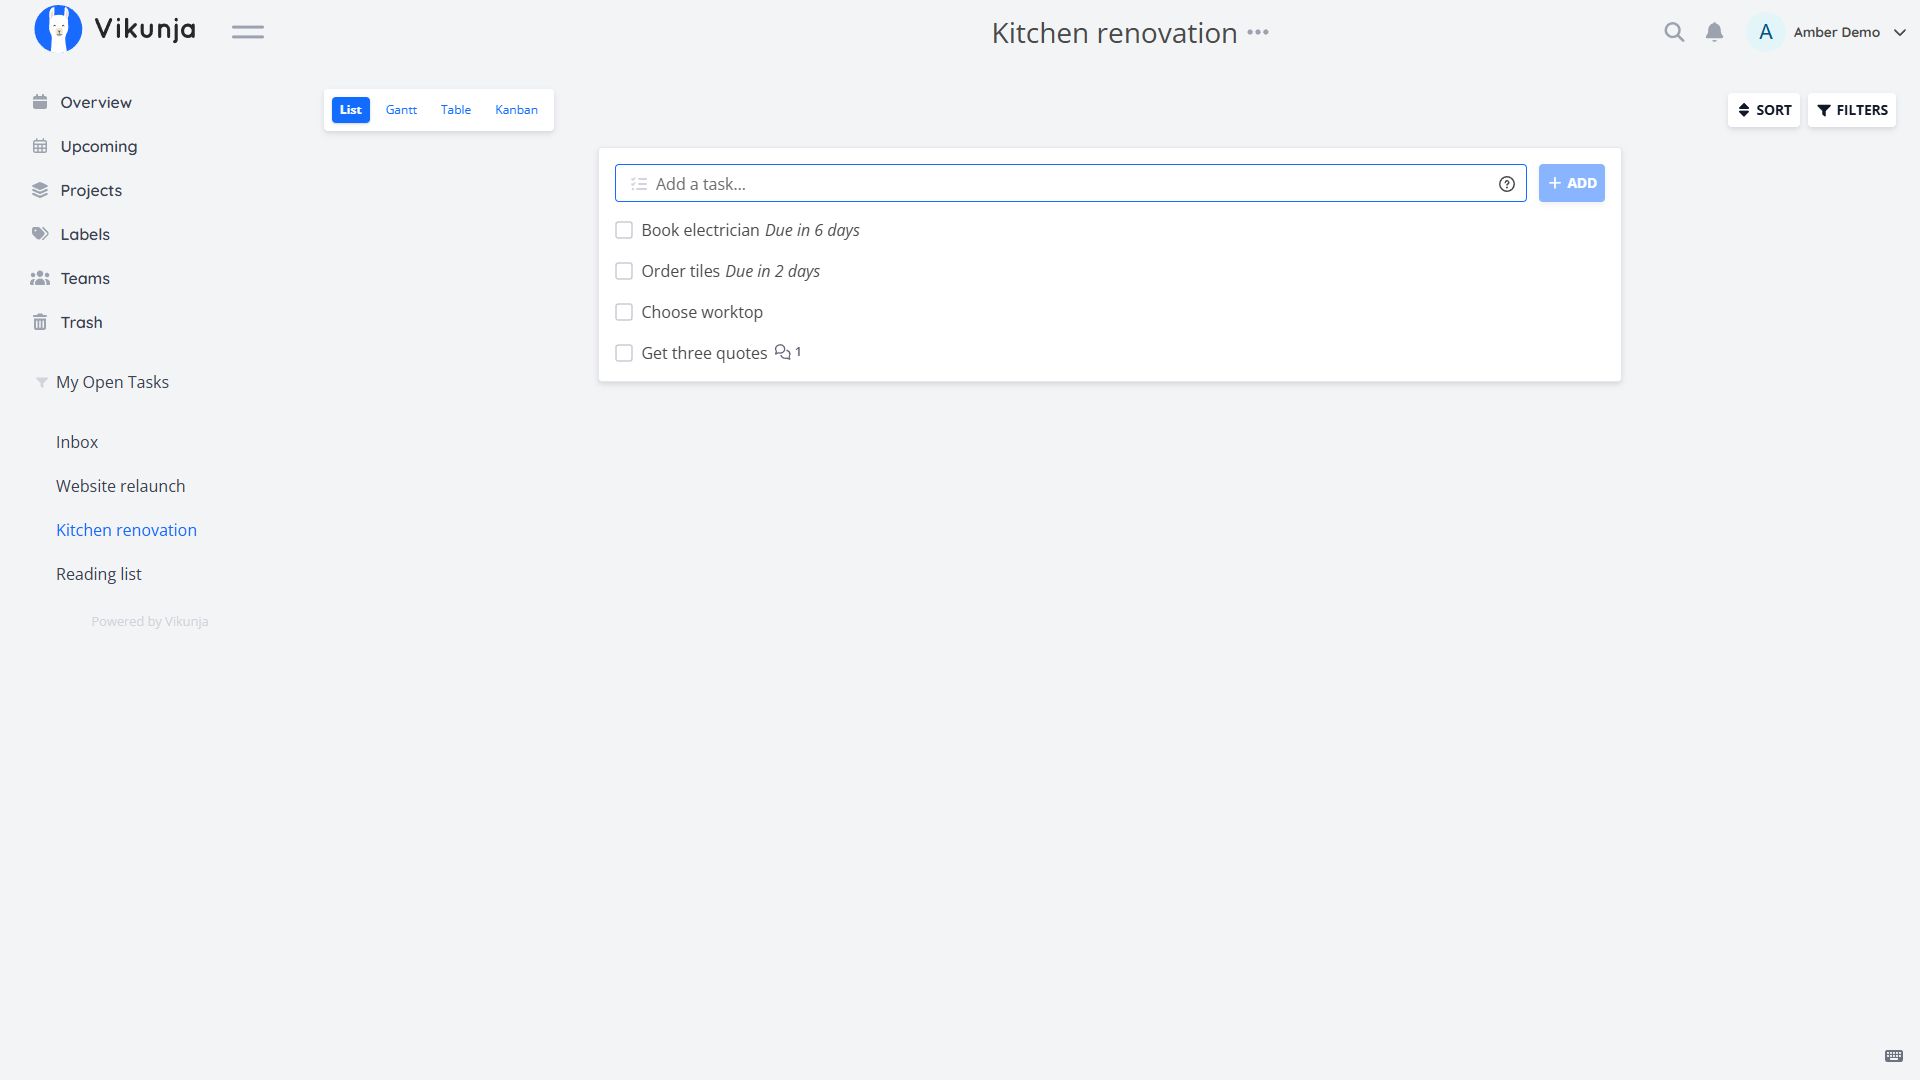 Vikunja
Kitchen renovation
A Amber Demo
Overview
Upcoming
Projects
Labels
Teams
Trash
My Open Tasks
Inbox
Website relaunch
Kitchen renovation
Reading list
Powered by Vikunja
List Gantt Table Kanban
SORT FILTERS
Add a task... ADD
Book electrician Due in 6 days
Order tiles Due in 2 days
Choose worktop
Get three quotes 1